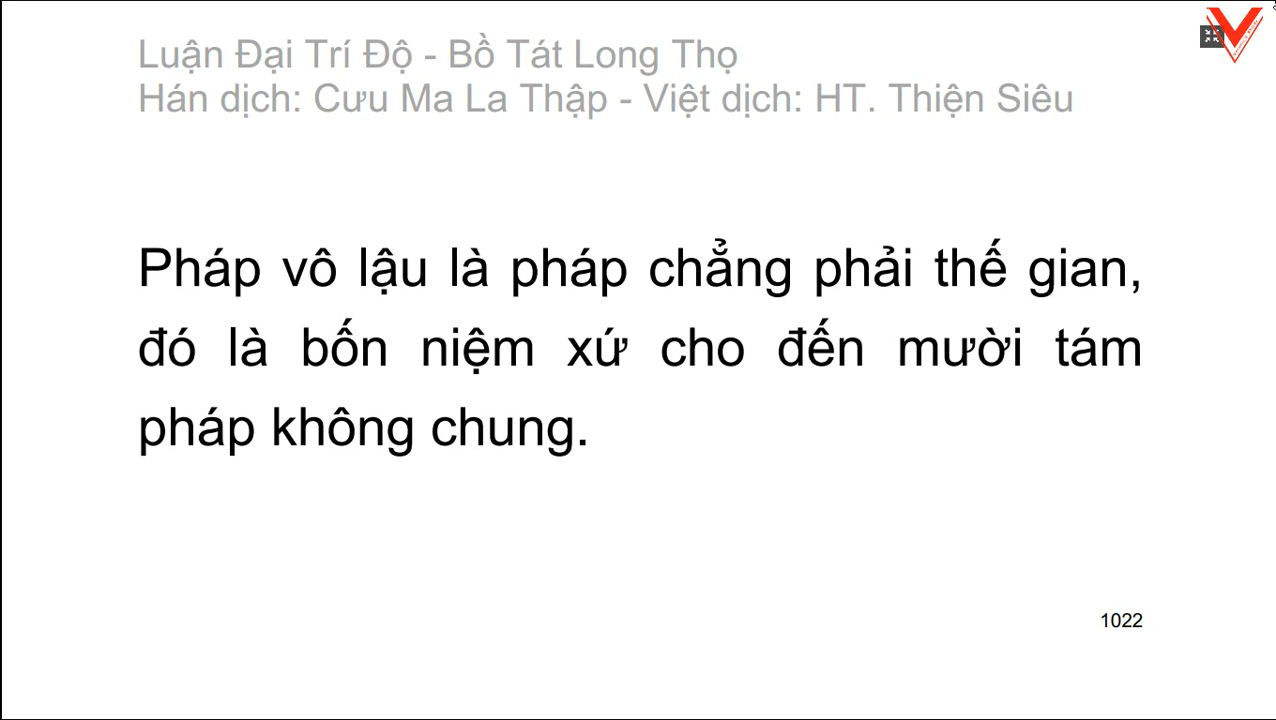 Luận Đại Trí Độ - Bồ Tát Long Thọ
Hán dịch: Cưu Ma La Thập - Việt dịch: HT. Thiện Siêu
Pháp vô lậu là pháp chẳng phải thế gian,
đó là bốn niệm xứ cho đến mười tám
pháp không chung.
1022